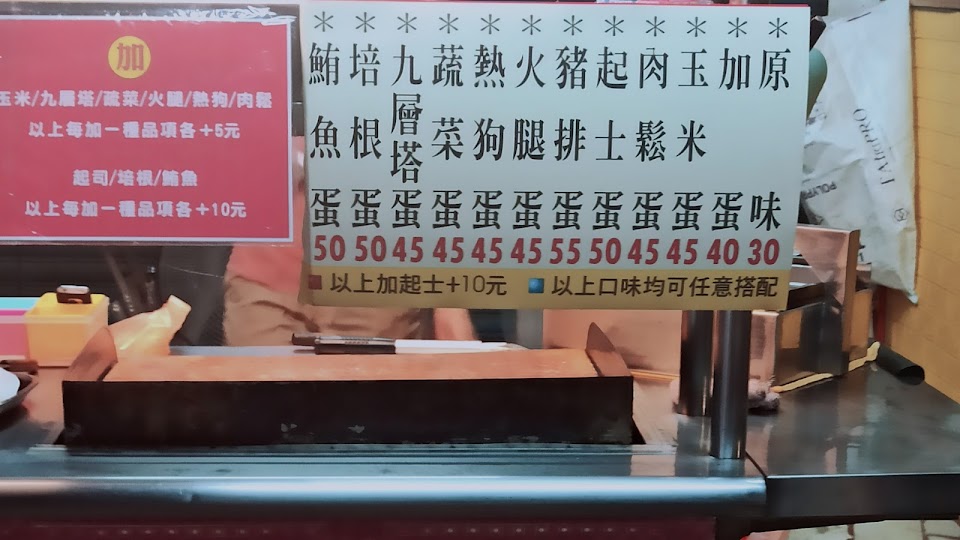 加
玉米/九層塔/蔬菜/火腿/熱狗/肉鬆
以上每加一種品項各+5元
起司/培根/鮪魚
以上每加一種品項各+10元
原味 30
加蛋 40
玉米蛋 45
肉鬆蛋 45
起士蛋 50
豬排蛋 55
火腿蛋 45
熱狗蛋 45
蔬菜蛋 45
九層塔蛋 45
培根蛋 50
鮪魚蛋 50
以上加起士+10元
以上口味均可任意搭配